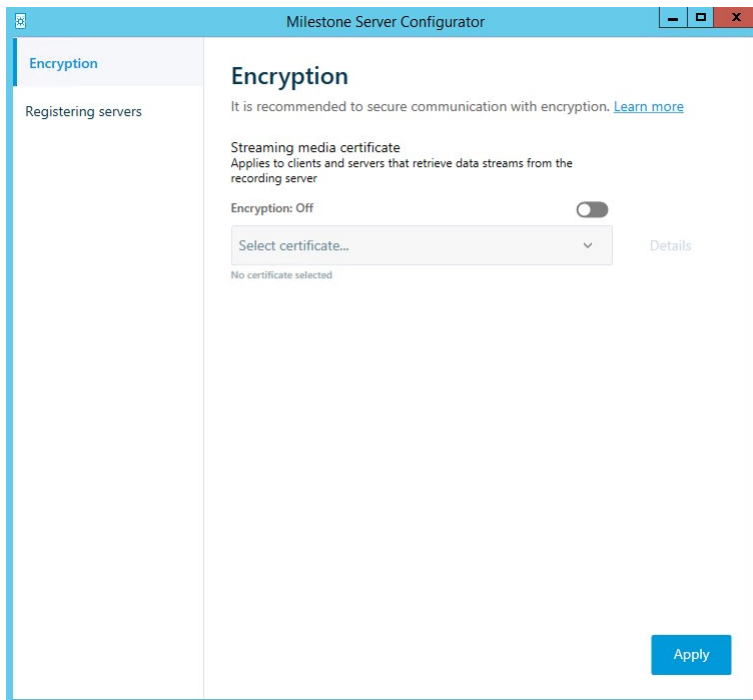 Milestone Server Configurator
Encryption
Registering servers
Encryption
It is recommended to secure communication with encryption. Learn more
Streaming media certificate
Applies to clients and servers that retrieve data streams from the
recording server
Encryption: Off
Select certificate...
Details
No certificate selected
Apply